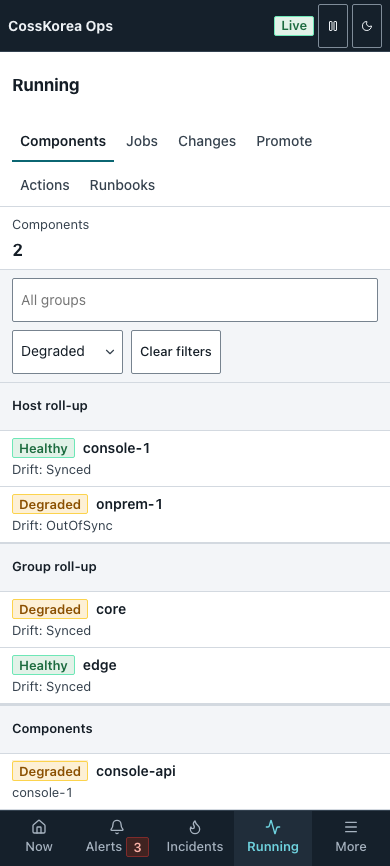 CossKorea Ops
Live
Running
Components Jobs Changes Promote
Actions Runbooks
Components
2
All groups
Degraded Clear filters
Host roll-up
Healthy console-1
Drift: Synced
Degraded onprem-1
Drift: OutOfSync
Group roll-up
Degraded core
Drift: Synced
Healthy edge
Drift: Synced
Components
Degraded console-api
console-1
Now Alerts 3 Incidents Running More